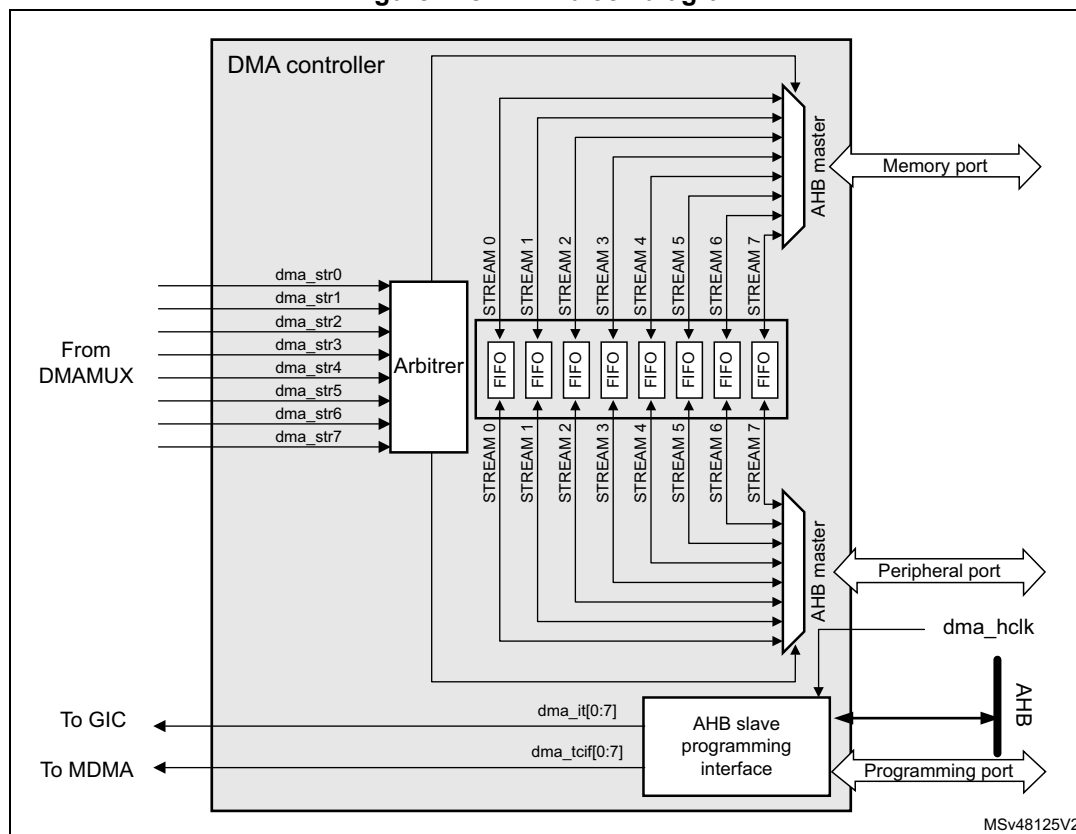 DMA controller
AHB master
Memory port
STREAM 0
STREAM 1
STREAM 2
STREAM 3
STREAM 4
STREAM 5
STREAM 6
STREAM 7
From
DMAMUX
dma_str0
dma_str1
dma_str2
dma_str3
dma_str4
dma_str5
dma_str6
dma_str7
Arbitrer
FIFO
FIFO
FIFO
FIFO
FIFO
FIFO
FIFO
FIFO
STREAM 0
STREAM 1
STREAM 2
STREAM 3
STREAM 4
STREAM 5
STREAM 6
STREAM 7
AHB master
Peripheral port
dma_hclk
AHB
To GIC
dma_it[0:7]
To MDMA
dma_tcif[0:7]
AHB slave
programming
interface
Programming port
MSv48125V2